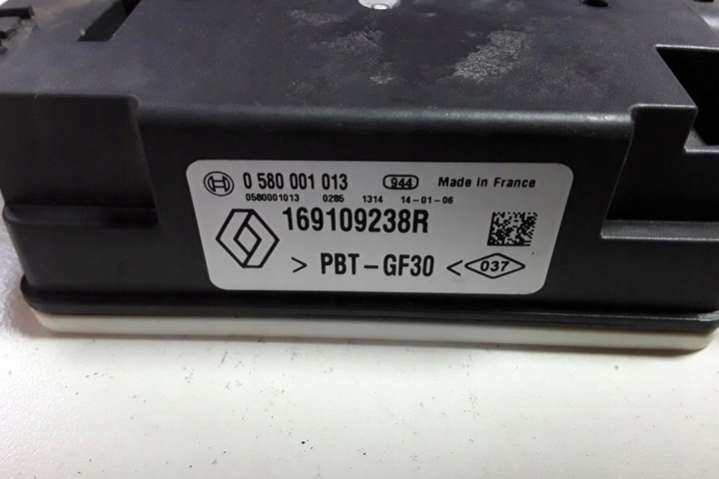 0 580 001 013 944 Made in France
0580001013 0285 1314 14-01-06
169109238R
> PBT-GF30 < 037